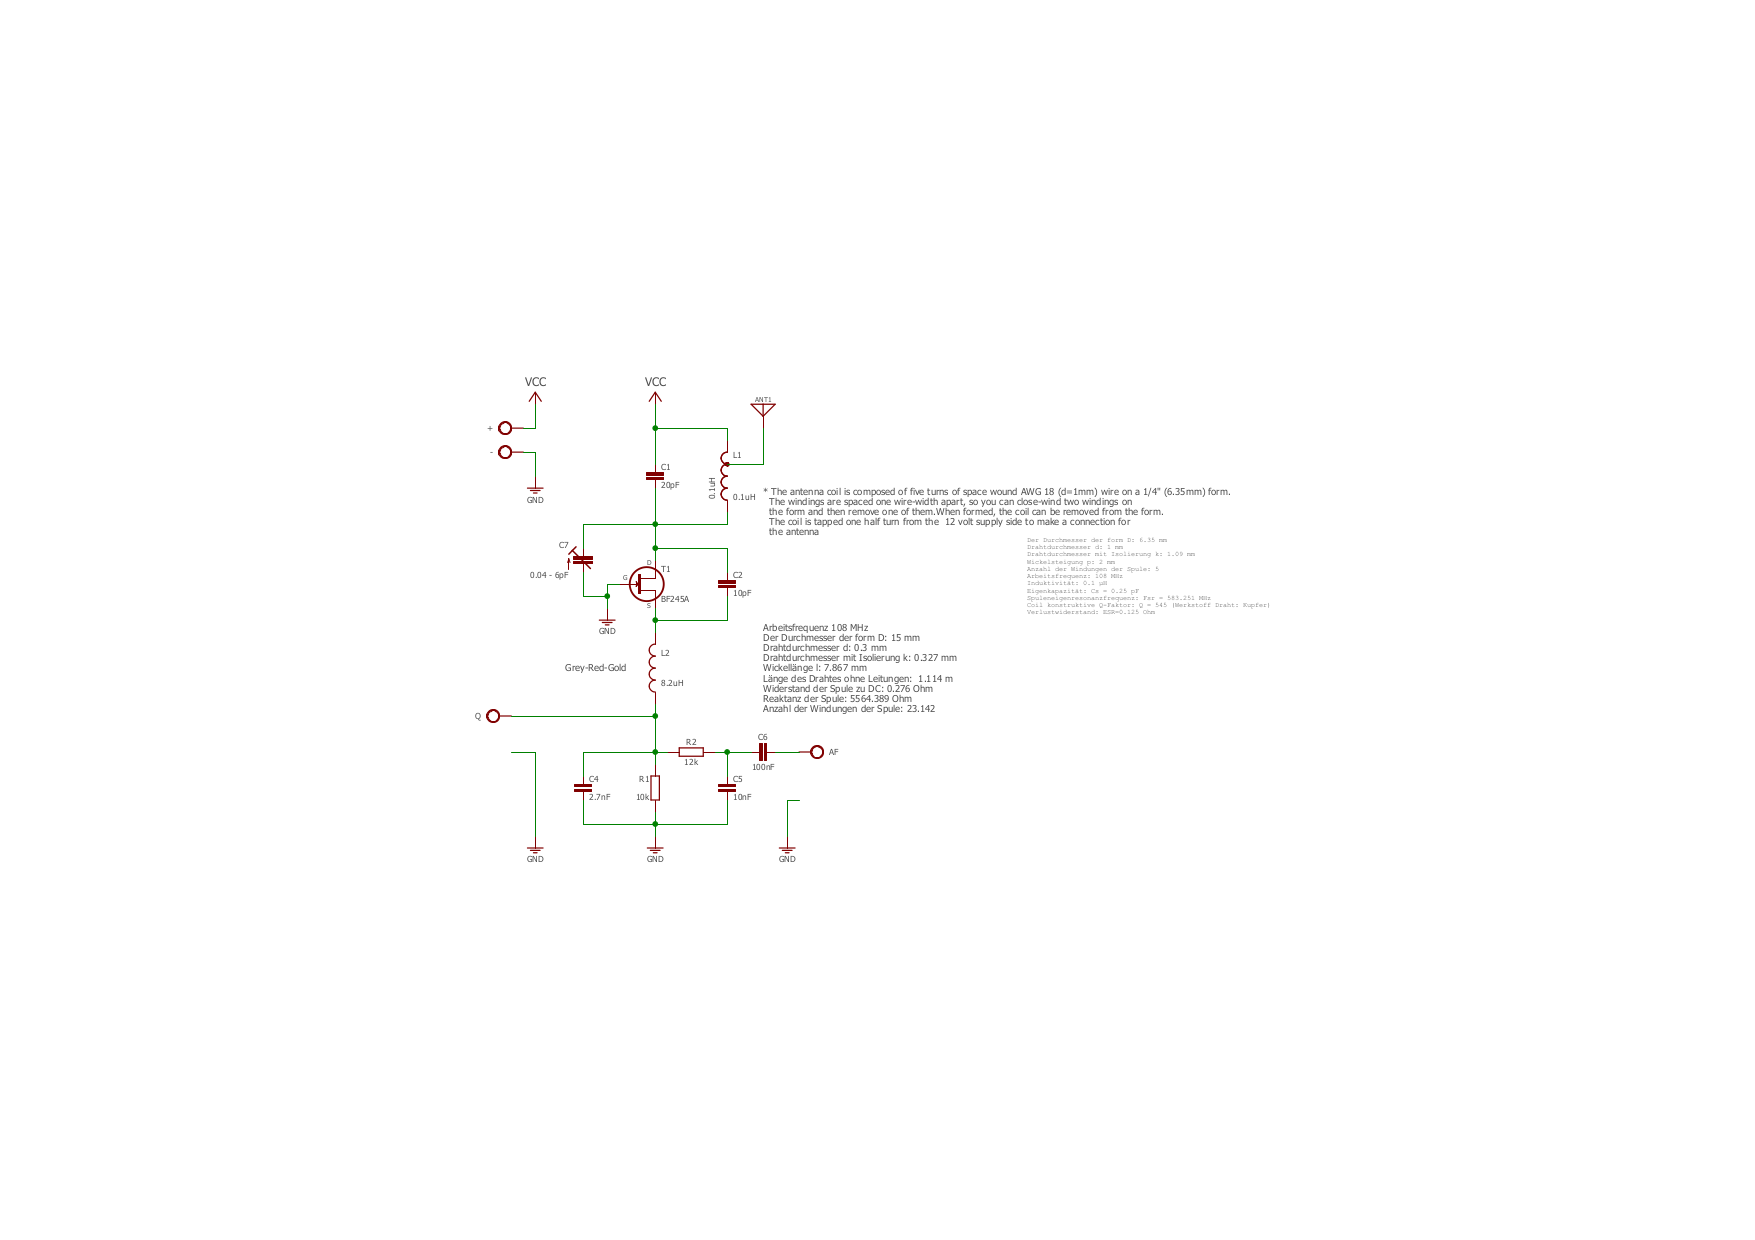 VCC
VCC
ANT1
+
-
GND
L1
C1
20pF
0.1uH
0.1uH
* The antenna coil is composed of five turns of space wound AWG 18 (d=1mm) wire on a 1/4" (6.35mm) form.
The windings are spaced one wire-width apart, so you can close-wind two windings on
the form and then remove one of them.When formed, the coil can be removed from the form.
The coil is tapped one half turn from the 12 volt supply side to make a connection for
the antenna
Der Durchmesser der form D: 6.35 mm
Drahtdurchmesser d: 1 mm
Drahtdurchmesser mit Isolierung k: 1.09 mm
Wickelsteigung p: 2 mm
Anzahl der Windungen der Spule: 5
Arbeitsfrequenz: 108 MHz
Induktivität: 0.1 µH
Eigenkapazität: Cs = 0.25 pF
Spuleneigenresonanzfrequenz: Fsr = 583.251 MHz
Coil konstruktive Q-Faktor: Q = 545 (Werkstoff Draht: Kupfer)
Verlustwiderstand: ESR=0.125 Ohm
C7
0.04 - 6pF
D
G
S
T1
BF245A
C2
10pF
GND
Arbeitsfrequenz 108 MHz
Der Durchmesser der form D: 15 mm
Drahtdurchmesser d: 0.3 mm
Drahtdurchmesser mit Isolierung k: 0.327 mm
Wickellänge l: 7.867 mm
Länge des Drahtes ohne Leitungen: 1.114 m
Widerstand der Spule zu DC: 0.276 Ohm
Reaktanz der Spule: 5564.389 Ohm
Anzahl der Windungen der Spule: 23.142
L2
Grey-Red-Gold
8.2uH
Q
R2
12k
C6
100nF
AF
C4
2.7nF
R1
10k
C5
10nF
GND
GND
GND